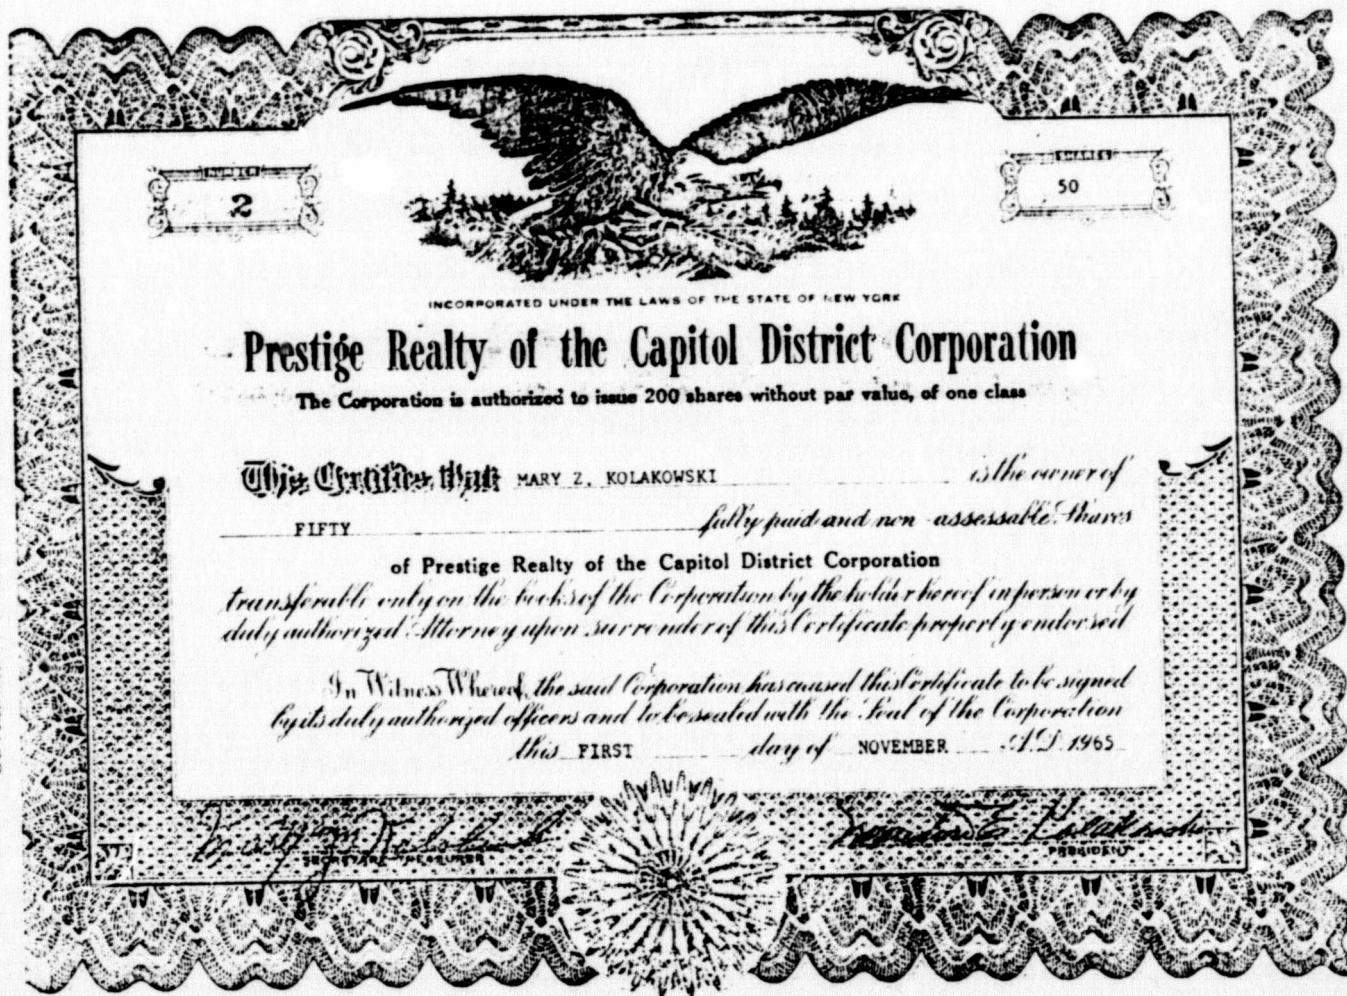 NUMBER
2
SHARES
50
INCORPORATED UNDER THE LAWS OF THE STATE OF NEW YORK
Prestige Realty of the Capitol District Corporation
The Corporation is authorized to issue 200 shares without par value, of one class
This Certifies that MARY Z. KOLAKOWSKI is the owner of
FIFTY fully paid and non-assessable Shares
of Prestige Realty of the Capitol District Corporation
transferable only on the books of the Corporation by the holder hereof in person or by
duly authorized Attorney upon surrender of this Certificate properly endorsed
In Witness Whereof, the said Corporation has caused this Certificate to be signed
by its duly authorized officers and to be sealed with the Seal of the Corporation
this FIRST day of NOVEMBER A.D. 1965
Kolakowski
SECRETARY-TREASURER
Kolakowski
PRESIDENT